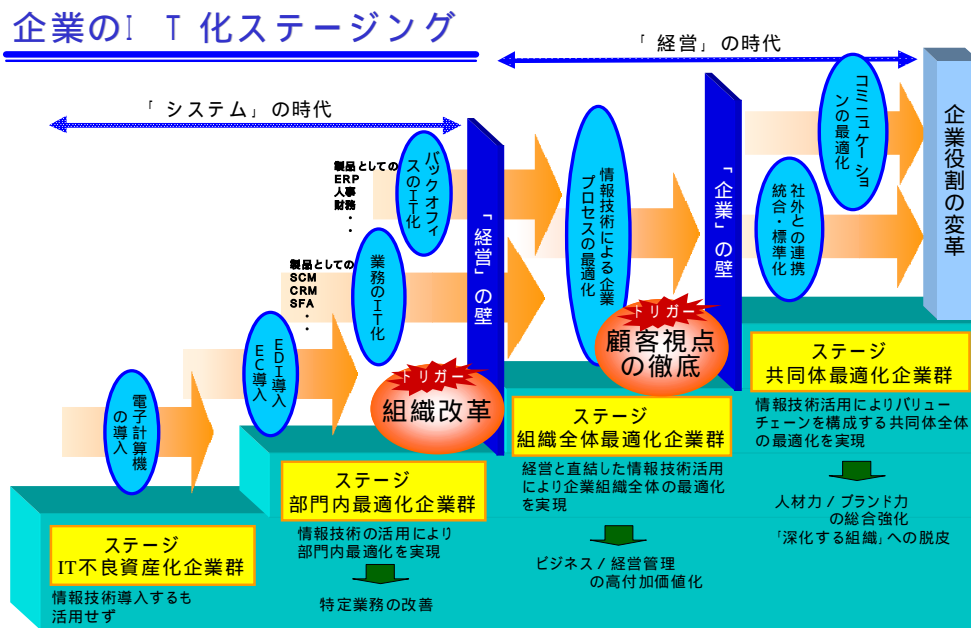 企業のI T 化ステージング
「 経営」の時代
「 システム」の時代
製品としての
ERP
人事
財務
・
・
バックオフィ
スのIT化
製品としての
SCM
CRM
SFA
・
・
業務のIT化
EDI導入
EC導入
電子計算機
の導入
「経営」の壁
情報技術による企業
プロセスの最適化
「企業」の壁
コミニュケーショ
ンの最適化
社外との連携
統合・標準化
企業役割の変革
トリガー
組織改革
トリガー
顧客視点
の徹底
ステージ
IT不良資産化企業群
情報技術導入するも
活用せず
ステージ
部門内最適化企業群
情報技術の活用により
部門内最適化を実現
特定業務の改善
ステージ
組織全体最適化企業群
経営と直結した情報技術活用
により企業組織全体の最適化
を実現
ビジネス / 経営管理
の高付加価値化
ステージ
共同体最適化企業群
情報技術活用によりバリュー
チェーンを構成する共同体全体
の最適化を実現
人材力 / ブランド力
の総合強化
「深化する組織」への脱皮